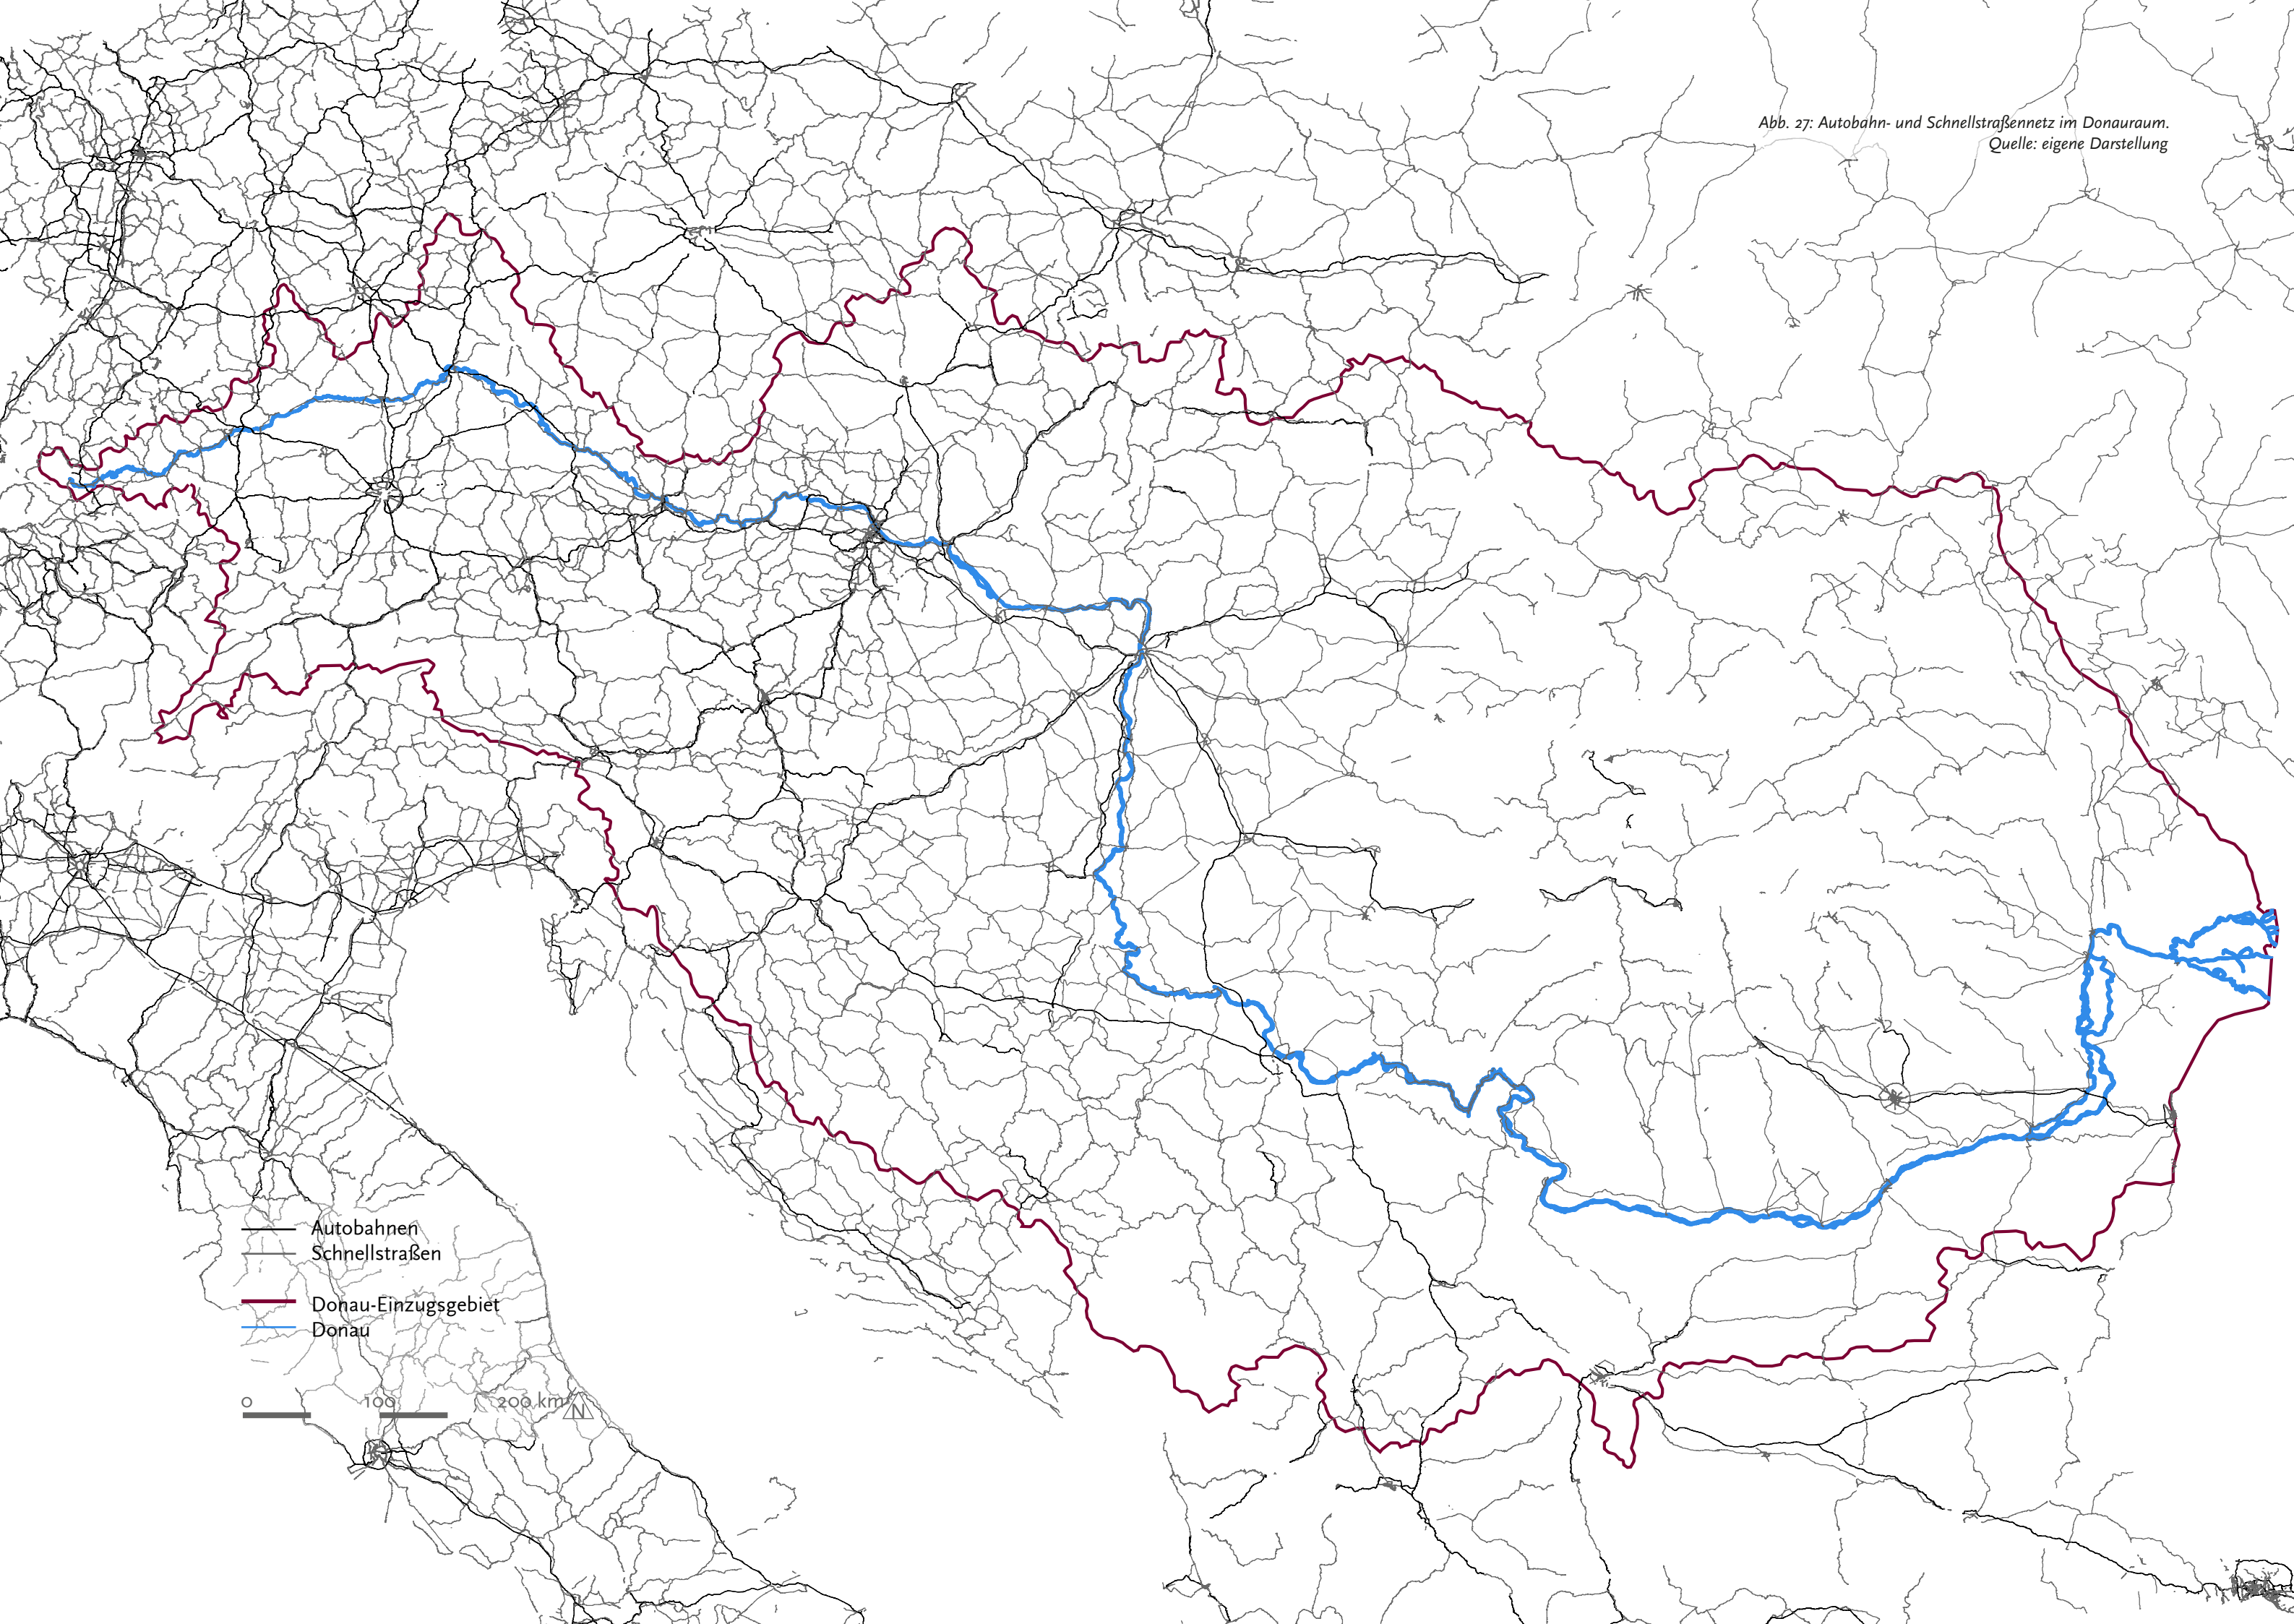 Abb. 27: Autobahn- und Schnellstraßennetz im Donauraum.
Quelle: eigene Darstellung
Autobahnen
Schnellstraßen
Donau-Einzugsgebiet
Donau
0 100 200 km N